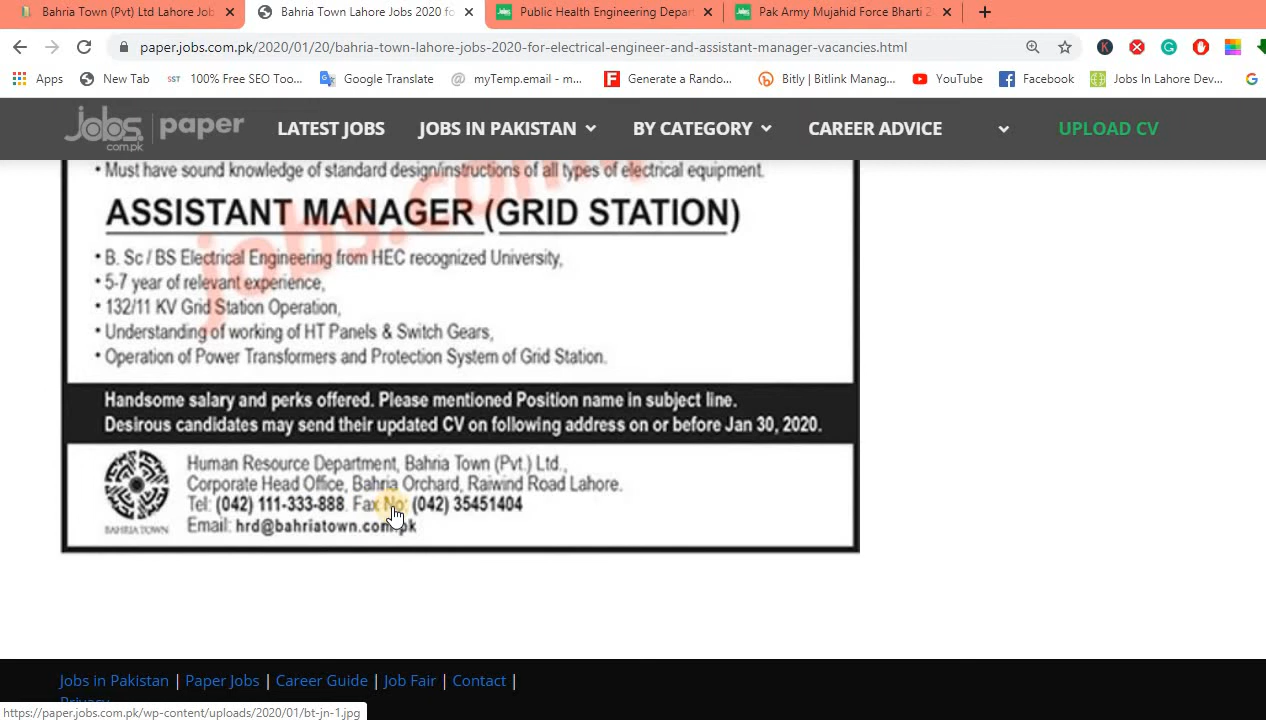 Bahria Town (Pvt) Ltd Lahore Job
Bahria Town Lahore Jobs 2020 fo
Public Health Engineering Depar
Pak Army Mujahid Force Bharti 2
paper.jobs.com.pk/2020/01/20/bahria-town-lahore-jobs-2020-for-electrical-engineer-and-assistant-manager-vacancies.html
Apps New Tab SST 100% Free SEO Too... Google Translate @ myTemp.email - m... F Generate a Rando... Bitly | Bitlink Manag... YouTube Facebook Jobs In Lahore Dev... G
jobs.com.pk | paper LATEST JOBS JOBS IN PAKISTAN BY CATEGORY CAREER ADVICE UPLOAD CV
• Must have sound knowledge of standard design/instructions of all types of electrical equipment.
ASSISTANT MANAGER (GRID STATION)
• B. Sc / BS Electrical Engineering from HEC recognized University,
• 5-7 year of relevant experience,
• 132/11 KV Grid Station Operation,
• Understanding of working of HT Panels & Switch Gears,
• Operation of Power Transformers and Protection System of Grid Station.
Handsome salary and perks offered. Please mentioned Position name in subject line.
Desirous candidates may send their updated CV on following address on or before Jan 30, 2020.
Human Resource Department, Bahria Town (Pvt.) Ltd.,
Corporate Head Office, Bahria Orchard, Raiwind Road Lahore.
Tel: (042) 111-333-888. Fax No: (042) 35451404
Email: hrd@bahriatown.com.pk
BAHRIA TOWN
Jobs in Pakistan | Paper Jobs | Career Guide | Job Fair | Contact |
Privacy
https://paper.jobs.com.pk/wp-content/uploads/2020/01/bt-jn-1.jpg